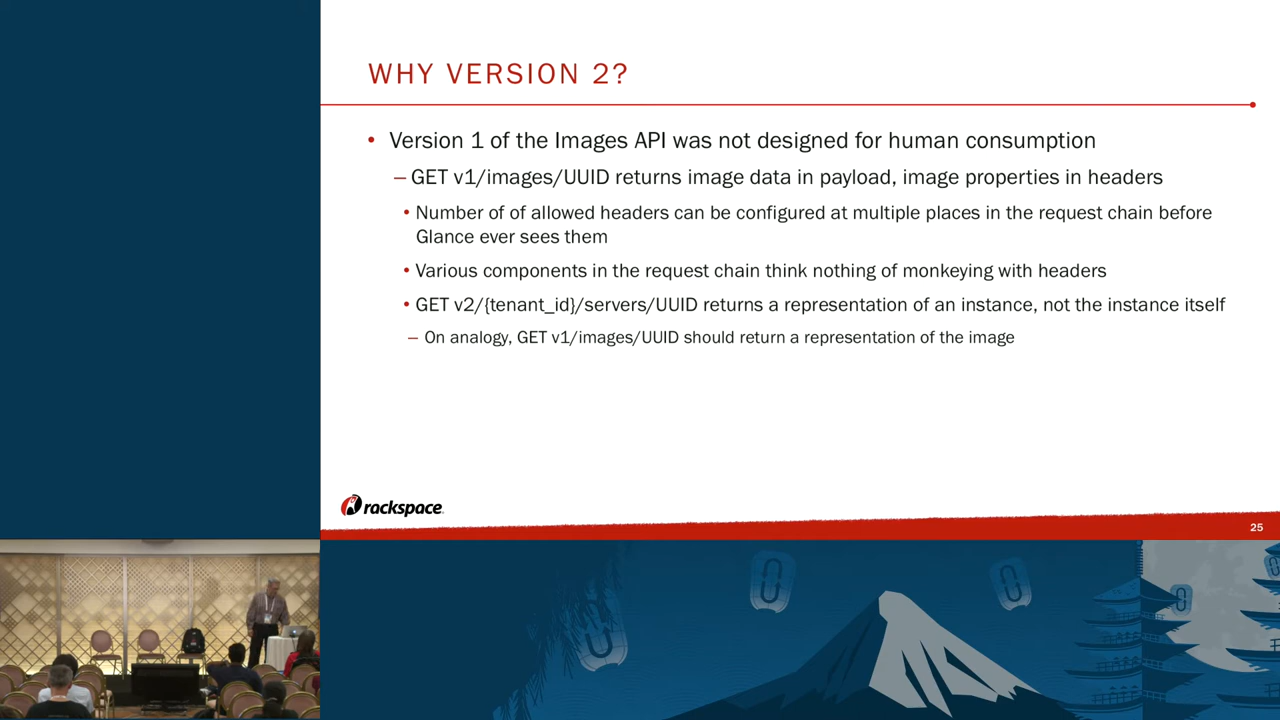 WHY VERSION 2?
• Version 1 of the Images API was not designed for human consumption
– GET v1/images/UUID returns image data in payload, image properties in headers
• Number of of allowed headers can be configured at multiple places in the request chain before
Glance ever sees them
• Various components in the request chain think nothing of monkeying with headers
• GET v2/{tenant_id}/servers/UUID returns a representation of an instance, not the instance itself
– On analogy, GET v1/images/UUID should return a representation of the image
rackspace
25